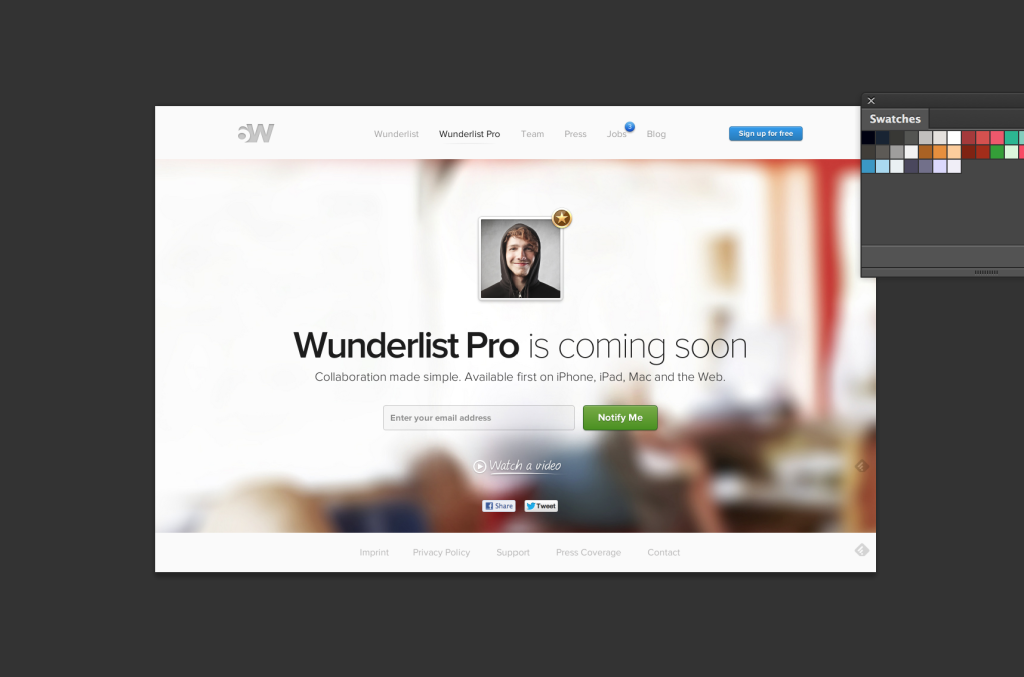 Swatches
6W
Wunderlist Wunderlist Pro Team Press Jobs 3 Blog Sign up for free
Wunderlist Pro is coming soon
Collaboration made simple. Available first on iPhone, iPad, Mac and the Web.
Enter your email address Notify Me
Watch a video
Share Tweet
Imprint Privacy Policy Support Press Coverage Contact